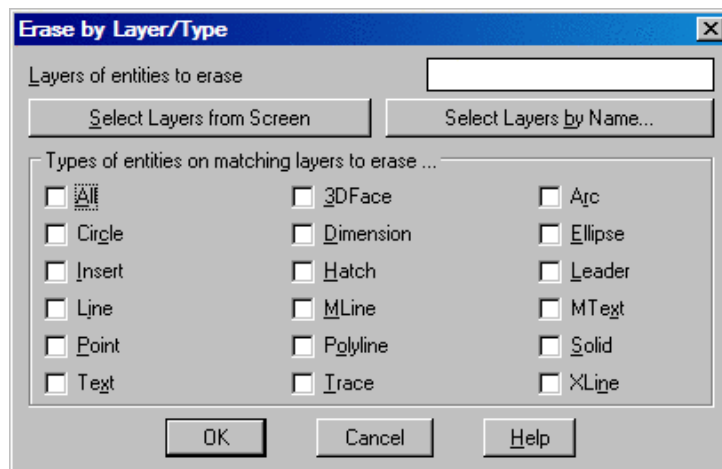 Erase by Layer/Type
Layers of entities to erase
Select Layers from Screen Select Layers by Name...
Types of entities on matching layers to erase ...
All 3DFace Arc
Circle Dimension Ellipse
Insert Hatch Leader
Line MLine MText
Point Polyline Solid
Text Trace XLine
OK Cancel Help